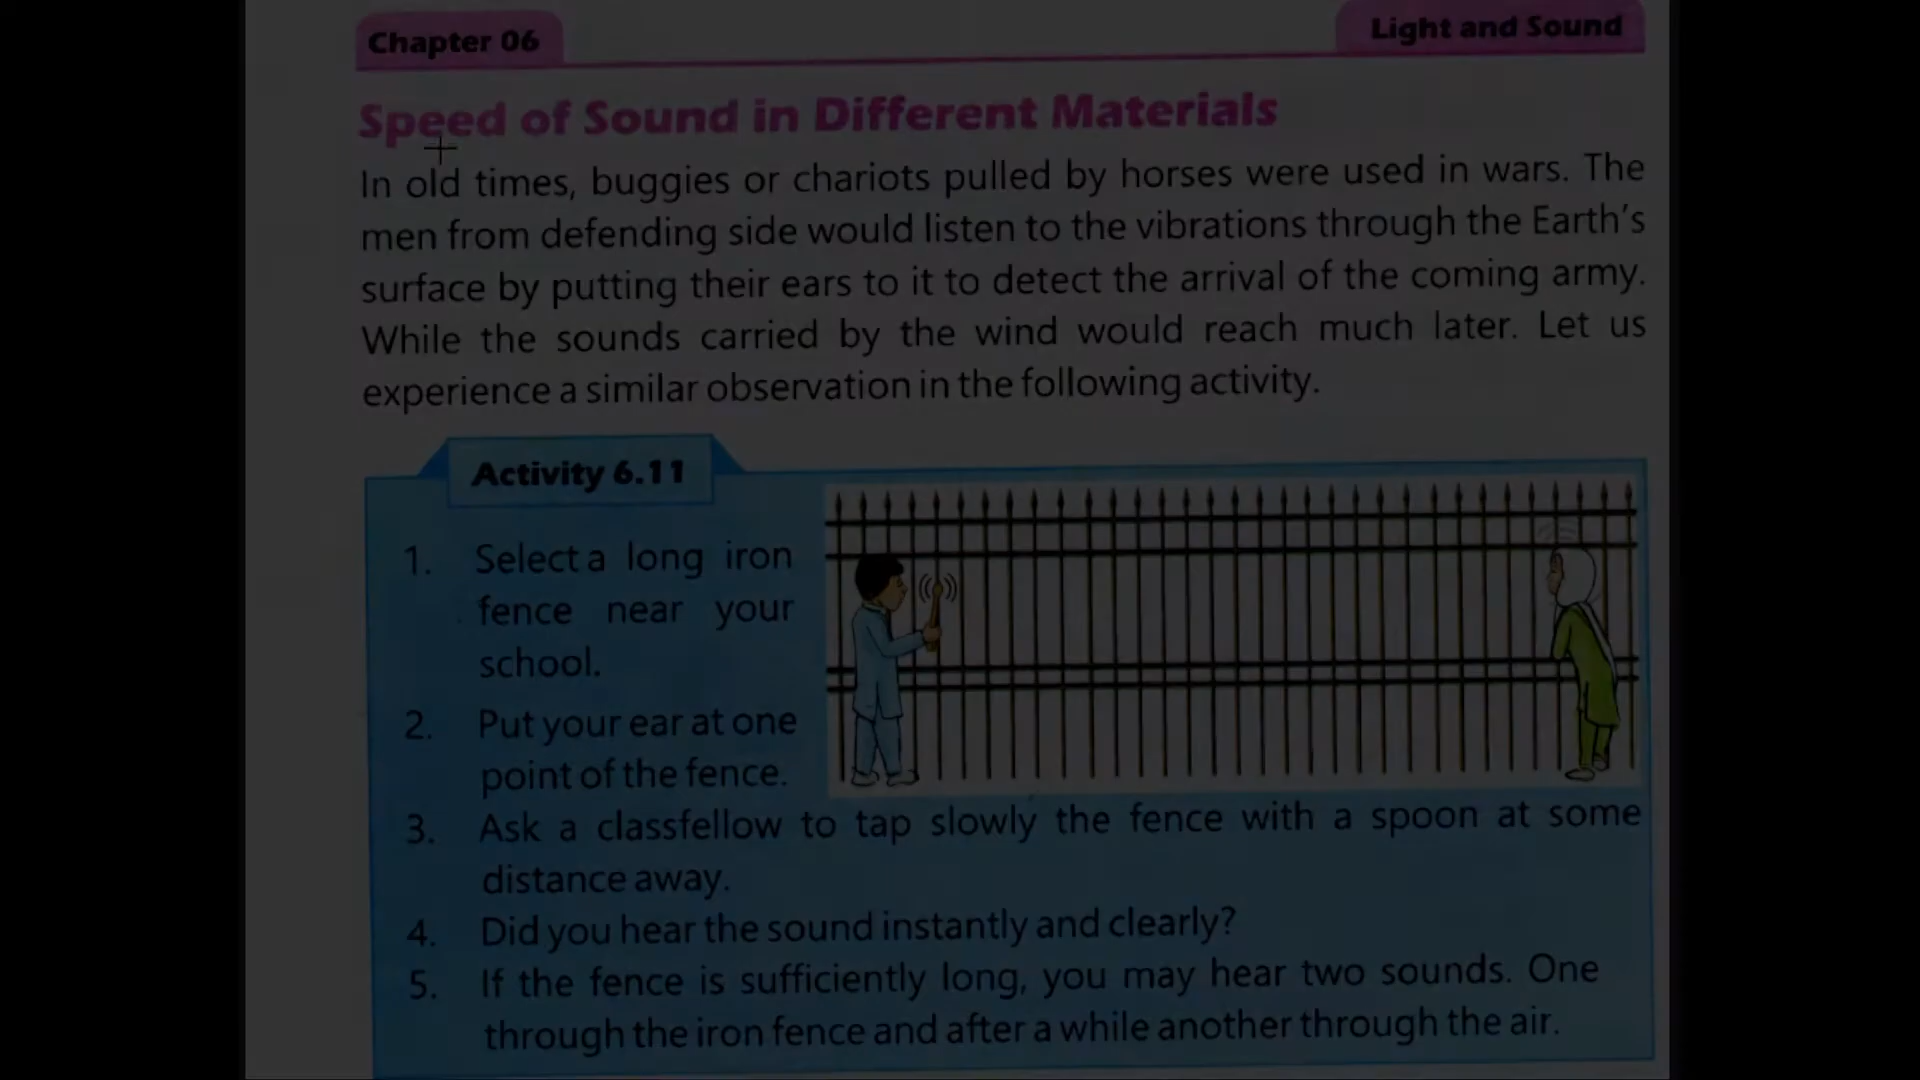 Chapter 06
Light and Sound
Speed of Sound in Different Materials
In old times, buggies or chariots pulled by horses were used in wars. The
men from defending side would listen to the vibrations through the Earth's
surface by putting their ears to it to detect the arrival of the coming army.
While the sounds carried by the wind would reach much later. Let us
experience a similar observation in the following activity.
Activity 6.11
1. Select a long iron
fence near your
school.
2. Put your ear at one
point of the fence.
3. Ask a classfellow to tap slowly the fence with a spoon at some
distance away.
4. Did you hear the sound instantly and clearly?
5. If the fence is sufficiently long, you may hear two sounds. One
through the iron fence and after a while another through the air.